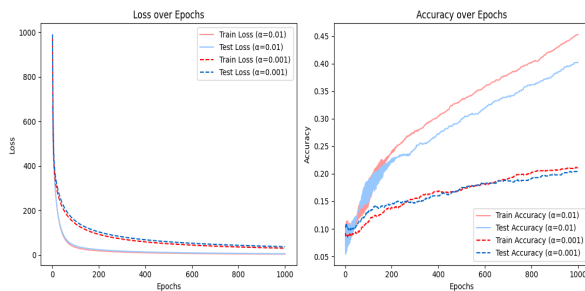 Loss over Epochs
1000
800
600
400
200
0
Loss
0 200 400 600 800 1000
Epochs
Train Loss (α=0.01)
Test Loss (α=0.01)
Train Loss (α=0.001)
Test Loss (α=0.001)
Accuracy over Epochs
0.45
0.40
0.35
0.30
0.25
0.20
0.15
0.10
0.05
Accuracy
0 200 400 600 800 1000
Epochs
Train Accuracy (α=0.01)
Test Accuracy (α=0.01)
Train Accuracy (α=0.001)
Test Accuracy (α=0.001)